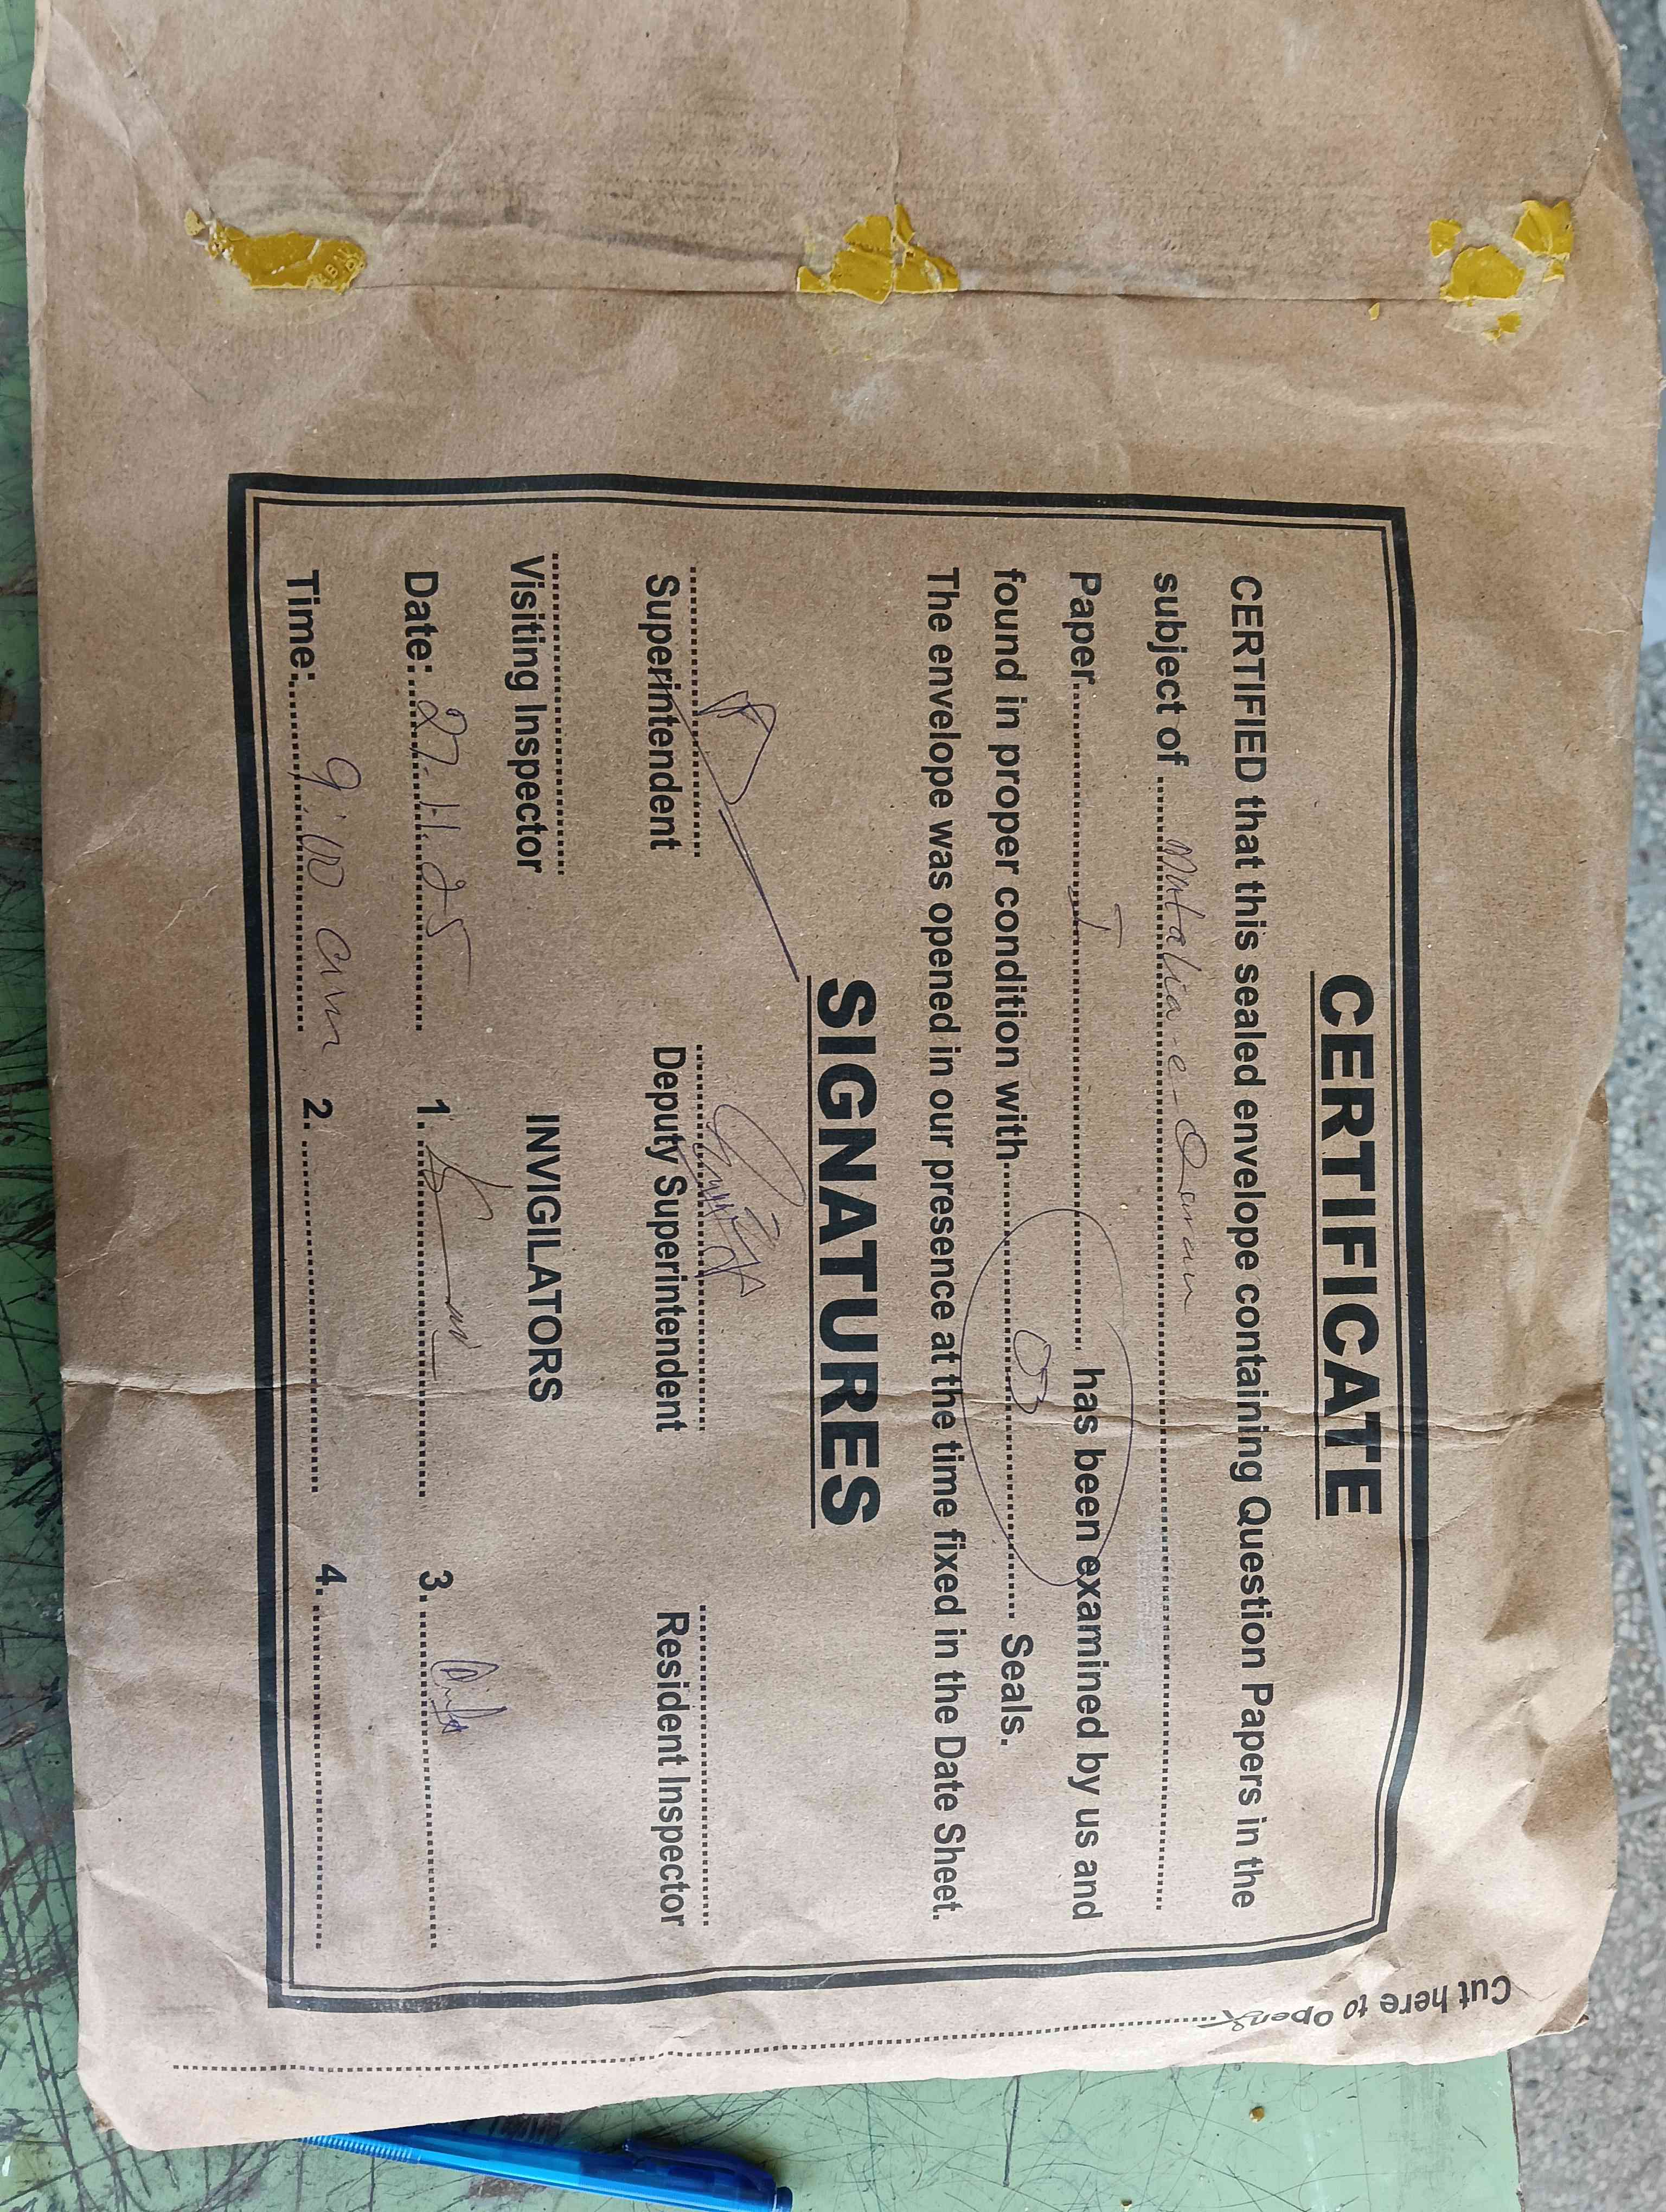 CERTIFICATE
CERTIFIED that this sealed envelope containing Question Papers in the
subject of ........ Mutalia-e-Quran ........
Paper ........ I ........ has been examined by us and
found in proper condition with ........ 03 ........ Seals.
The envelope was opened in our presence at the time fixed in the Date Sheet.
SIGNATURES
Superintendent Deputy Superintendent Resident Inspector
Visiting Inspector INVIGILATORS
Date: 27.11.25 1. 3.
Time: 9:00 am 2. 4.
Cut here to Open